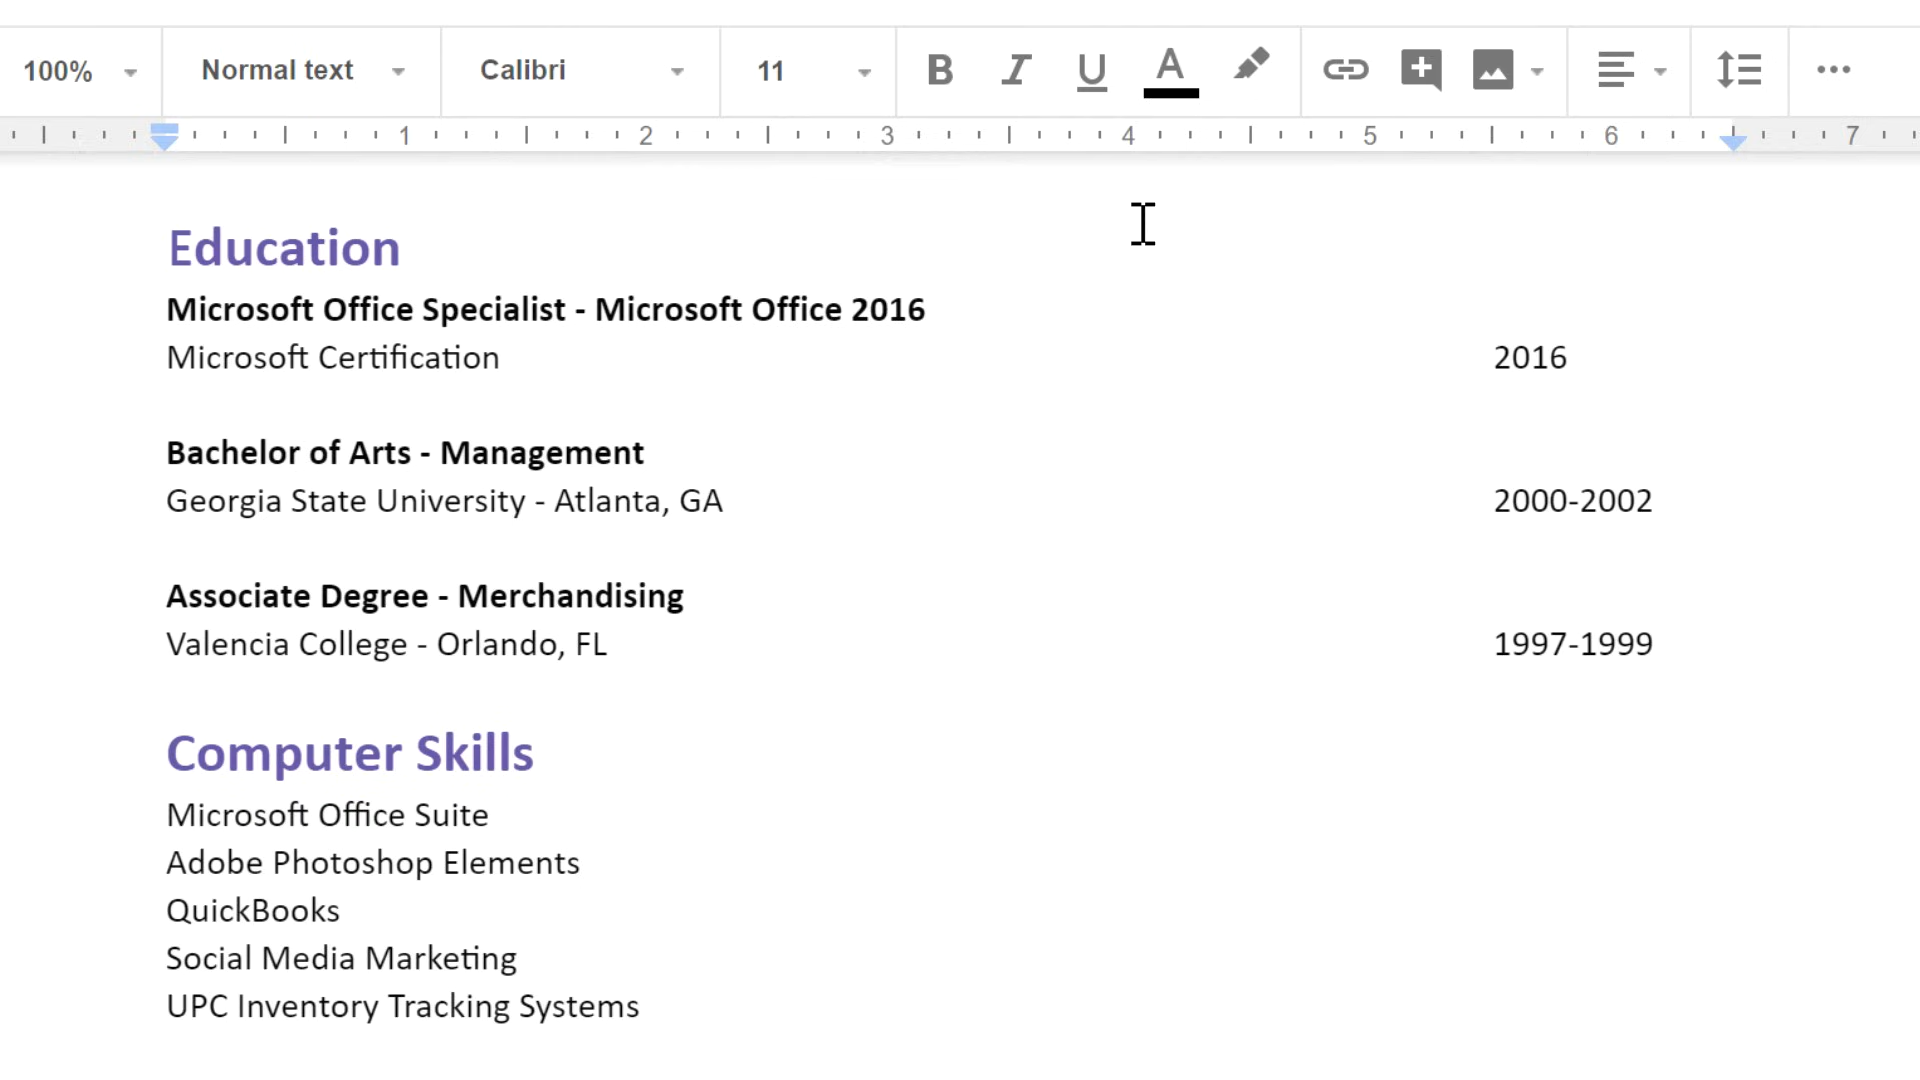 100% Normal text Calibri 11 B I U A
1 2 3 4 5 6 7
Education
Microsoft Office Specialist - Microsoft Office 2016
Microsoft Certification 2016
Bachelor of Arts - Management
Georgia State University - Atlanta, GA 2000-2002
Associate Degree - Merchandising
Valencia College - Orlando, FL 1997-1999
Computer Skills
Microsoft Office Suite
Adobe Photoshop Elements
QuickBooks
Social Media Marketing
UPC Inventory Tracking Systems